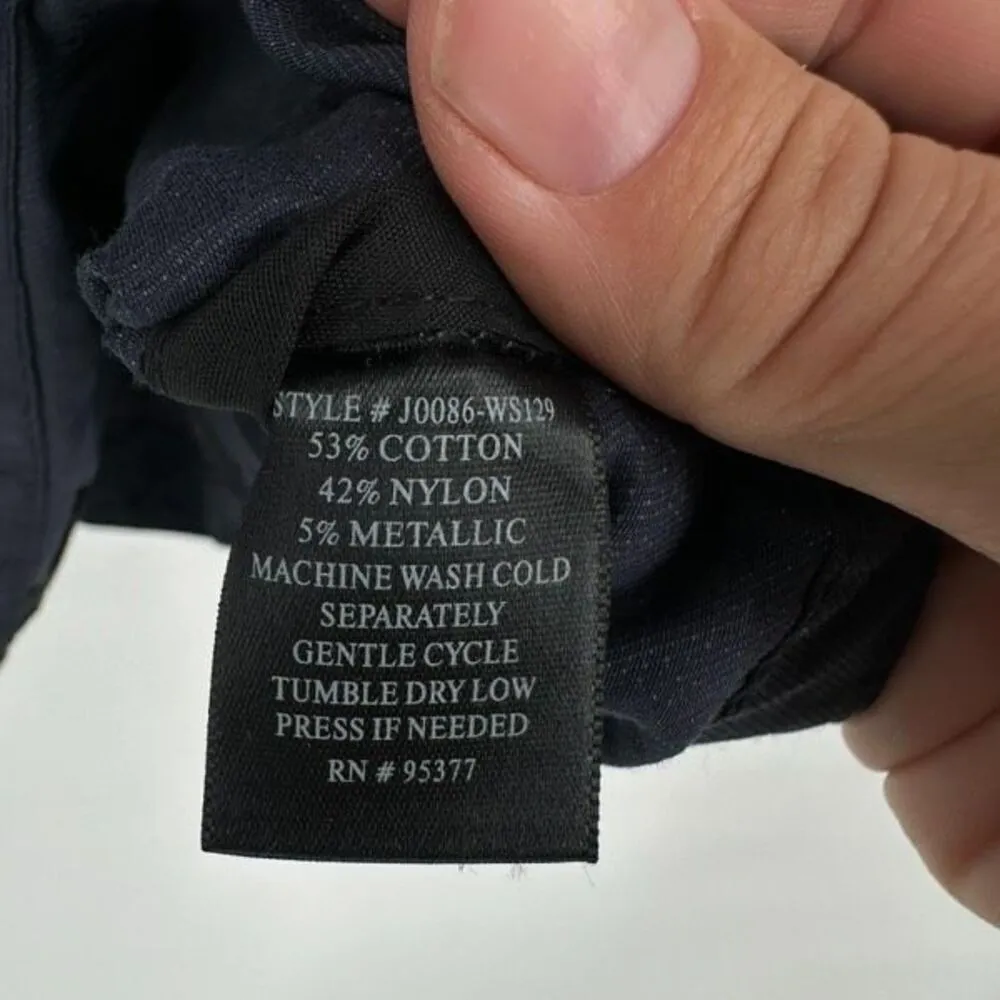 STYLE # J0086-WS129
53% COTTON
42% NYLON
5% METALLIC
MACHINE WASH COLD
SEPARATELY
GENTLE CYCLE
TUMBLE DRY LOW
PRESS IF NEEDED
RN # 95377